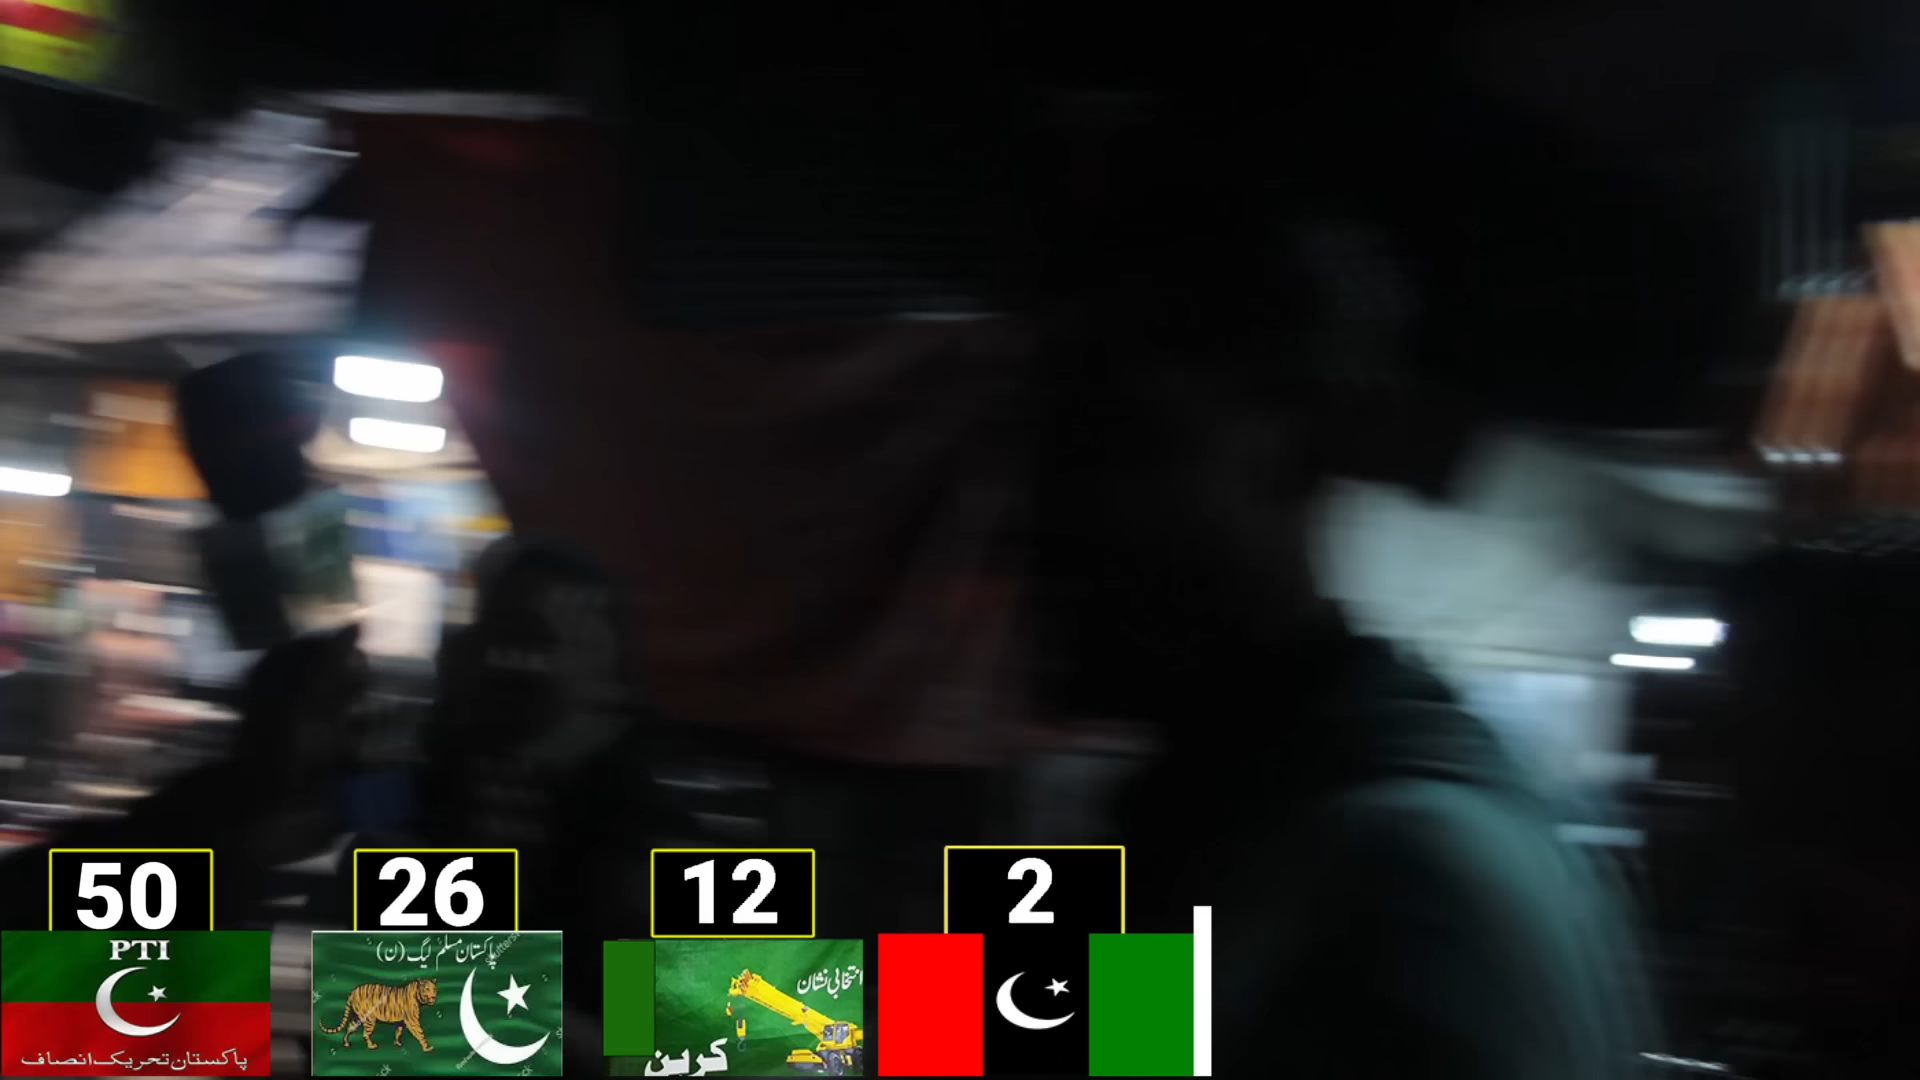 50
26
12
2
PTI
پاکستان تحریک انصاف
پاکستان مسلم لیگ (ن)
انتخابی نشان
کرین